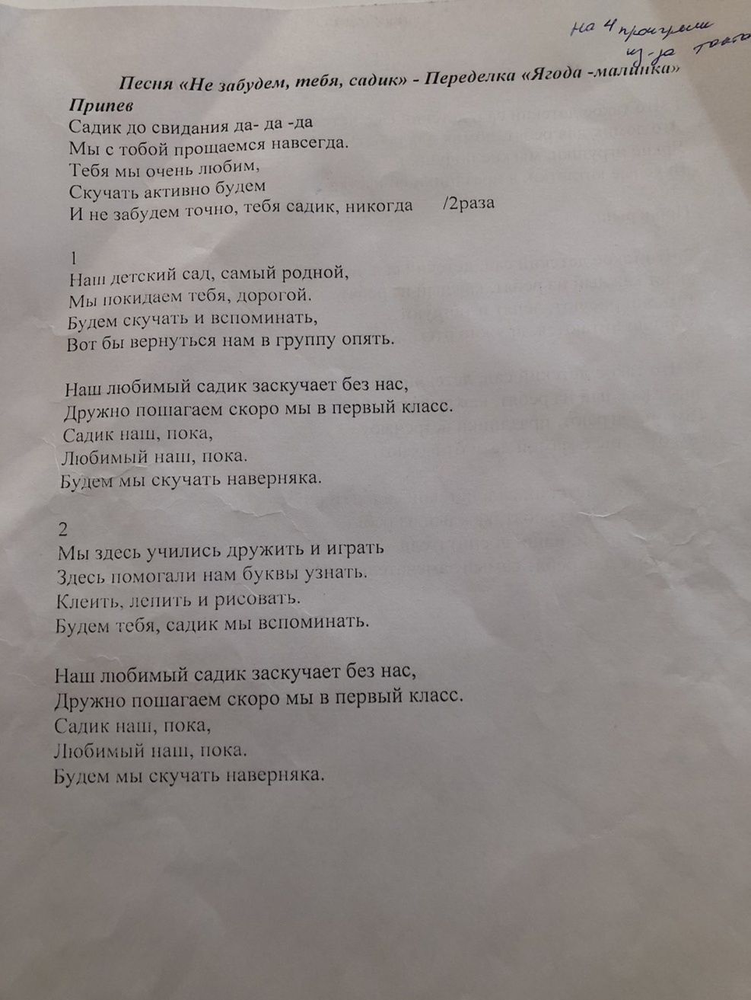 на 4 проигрыш
из-за такта
Песня «Не забудем, тебя, садик» - Переделка «Ягода -малинка»
Припев
Садик до свидания да- да -да
Мы с тобой прощаемся навсегда.
Тебя мы очень любим,
Скучать активно будем
И не забудем точно, тебя садик, никогда /2раза
1
Наш детский сад, самый родной,
Мы покидаем тебя, дорогой.
Будем скучать и вспоминать,
Вот бы вернуться нам в группу опять.
Наш любимый садик заскучает без нас,
Дружно пошагаем скоро мы в первый класс.
Садик наш, пока,
Любимый наш, пока.
Будем мы скучать наверняка.
2
Мы здесь учились дружить и играть
Здесь помогали нам буквы узнать.
Клеить, лепить и рисовать.
Будем тебя, садик мы вспоминать.
Наш любимый садик заскучает без нас,
Дружно пошагаем скоро мы в первый класс.
Садик наш, пока,
Любимый наш, пока.
Будем мы скучать наверняка.